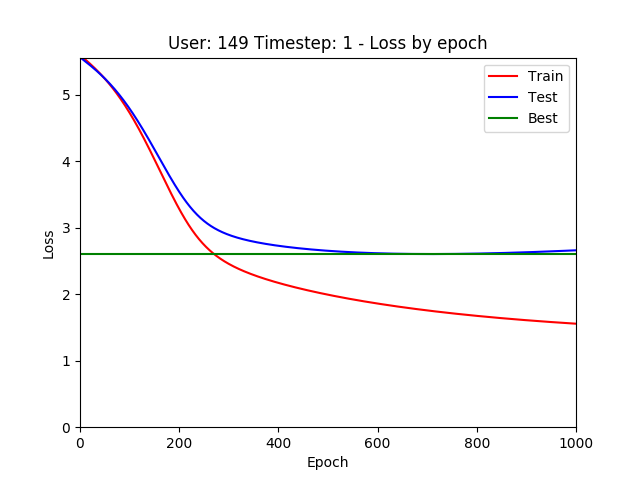 User: 149 Timestep: 1 - Loss by epoch
Train
Test
Best
Loss
5
4
3
2
1
0
0 200 400 600 800 1000
Epoch